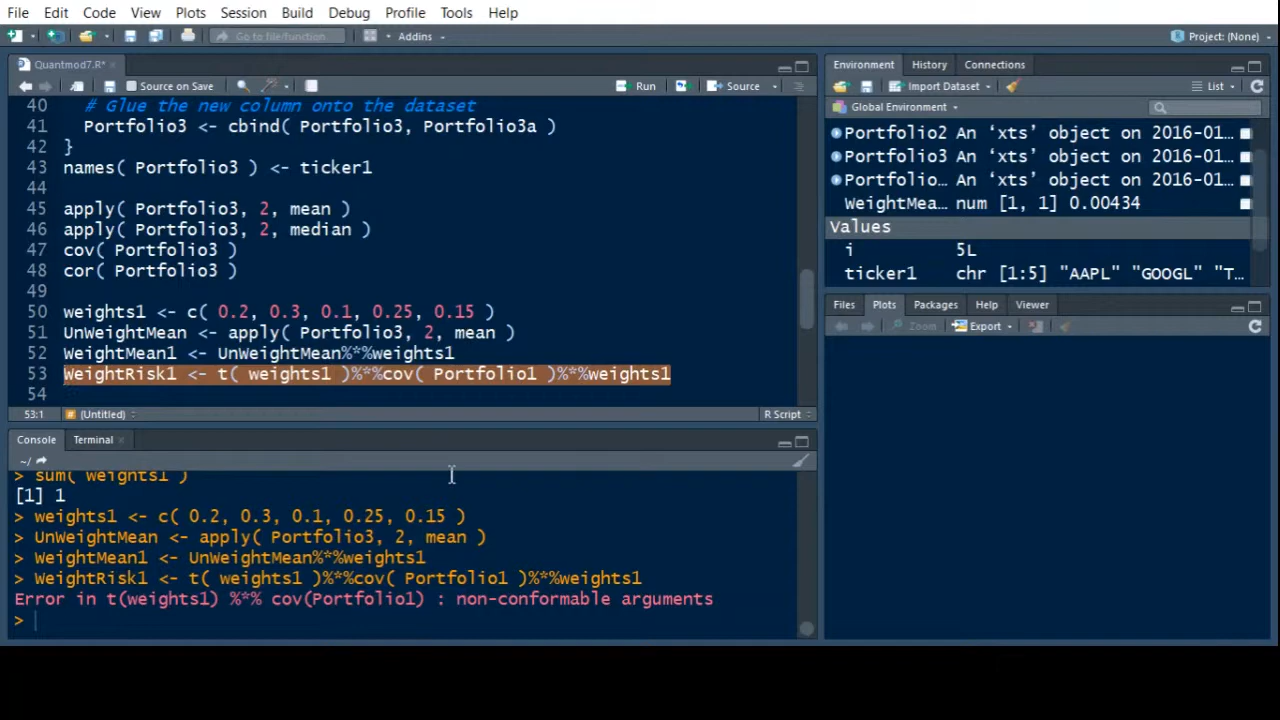 File Edit Code View Plots Session Build Debug Profile Tools Help
Go to file/function Addins Project: (None)
Quantmod7.R*
Source on Save Run Source
40 # Glue the new column onto the dataset
41 Portfolio3 <- cbind( Portfolio3, Portfolio3a )
42 }
43 names( Portfolio3 ) <- ticker1
44
45 apply( Portfolio3, 2, mean )
46 apply( Portfolio3, 2, median )
47 cov( Portfolio3 )
48 cor( Portfolio3 )
49
50 weights1 <- c( 0.2, 0.3, 0.1, 0.25, 0.15 )
51 UnWeightMean <- apply( Portfolio3, 2, mean )
52 WeightMean1 <- UnWeightMean%*%weights1
53 WeightRisk1 <- t( weights1 )%*%cov( Portfolio1 )%*%weights1
54
53:1 # (Untitled) R Script
Console Terminal
~/
> sum( weights1 )
[1] 1
> weights1 <- c( 0.2, 0.3, 0.1, 0.25, 0.15 )
> UnWeightMean <- apply( Portfolio3, 2, mean )
> WeightMean1 <- UnWeightMean%*%weights1
> WeightRisk1 <- t( weights1 )%*%cov( Portfolio1 )%*%weights1
Error in t(weights1) %*% cov(Portfolio1) : non-conformable arguments
>
Environment History Connections
Import Dataset List
Global Environment
Portfolio2 An ‘xts’ object on 2016-01…
Portfolio3 An ‘xts’ object on 2016-01…
Portfolio… An ‘xts’ object on 2016-01…
WeightMea… num [1, 1] 0.00434
Values
i 5L
ticker1 chr [1:5] "AAPL" "GOOGL" "T…
Files Plots Packages Help Viewer
Zoom Export